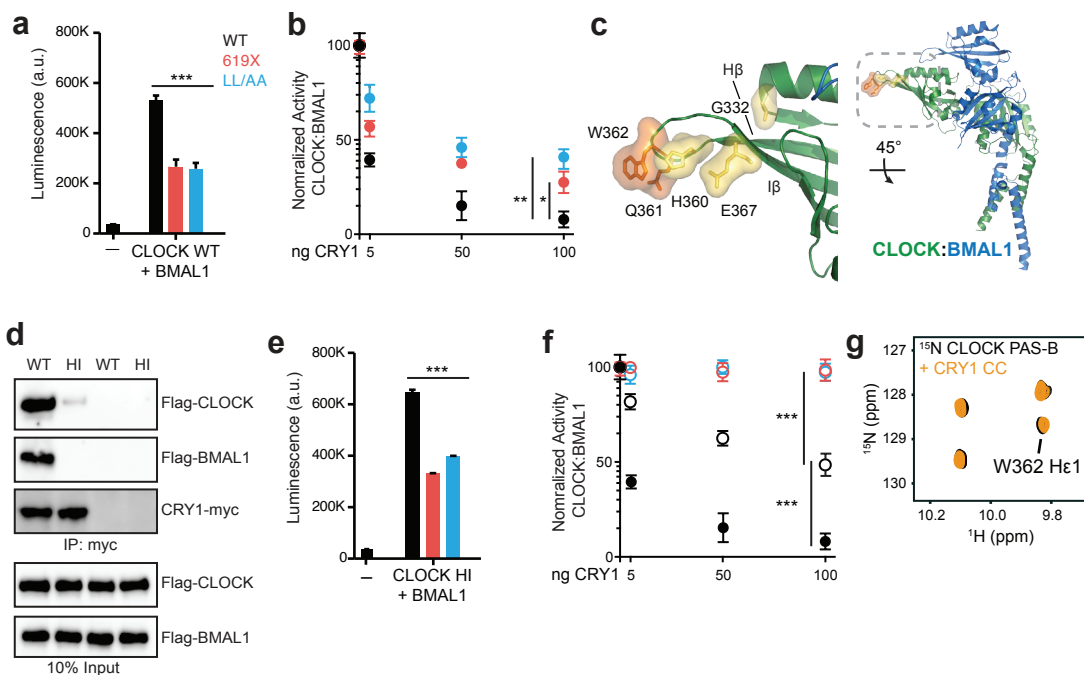 a
Luminescence (a.u.)
800K
600K
400K
200K
0
WT
619X
LL/AA
***
–
CLOCK WT
+ BMAL1
b
Nomralized Activity
CLOCK:BMAL1
100
50
0
** *
ng CRY1 5 50 100
c
Hβ
G332
W362
Q361
H360
E367
Iβ
45°
CLOCK:BMAL1
d
WT HI WT HI
Flag-CLOCK
Flag-BMAL1
CRY1-myc
IP: myc
Flag-CLOCK
Flag-BMAL1
10% Input
e
Luminescence (a.u.)
800K
600K
400K
200K
0
***
–
CLOCK HI
+ BMAL1
f
Nomralized Activity
CLOCK:BMAL1
100
50
0
***
***
ng CRY1 5 50 100
g
¹⁵N CLOCK PAS-B
+ CRY1 CC
¹⁵N (ppm)
127
128
129
130
W362 Hε1
10.2 10.0 9.8
¹H (ppm)